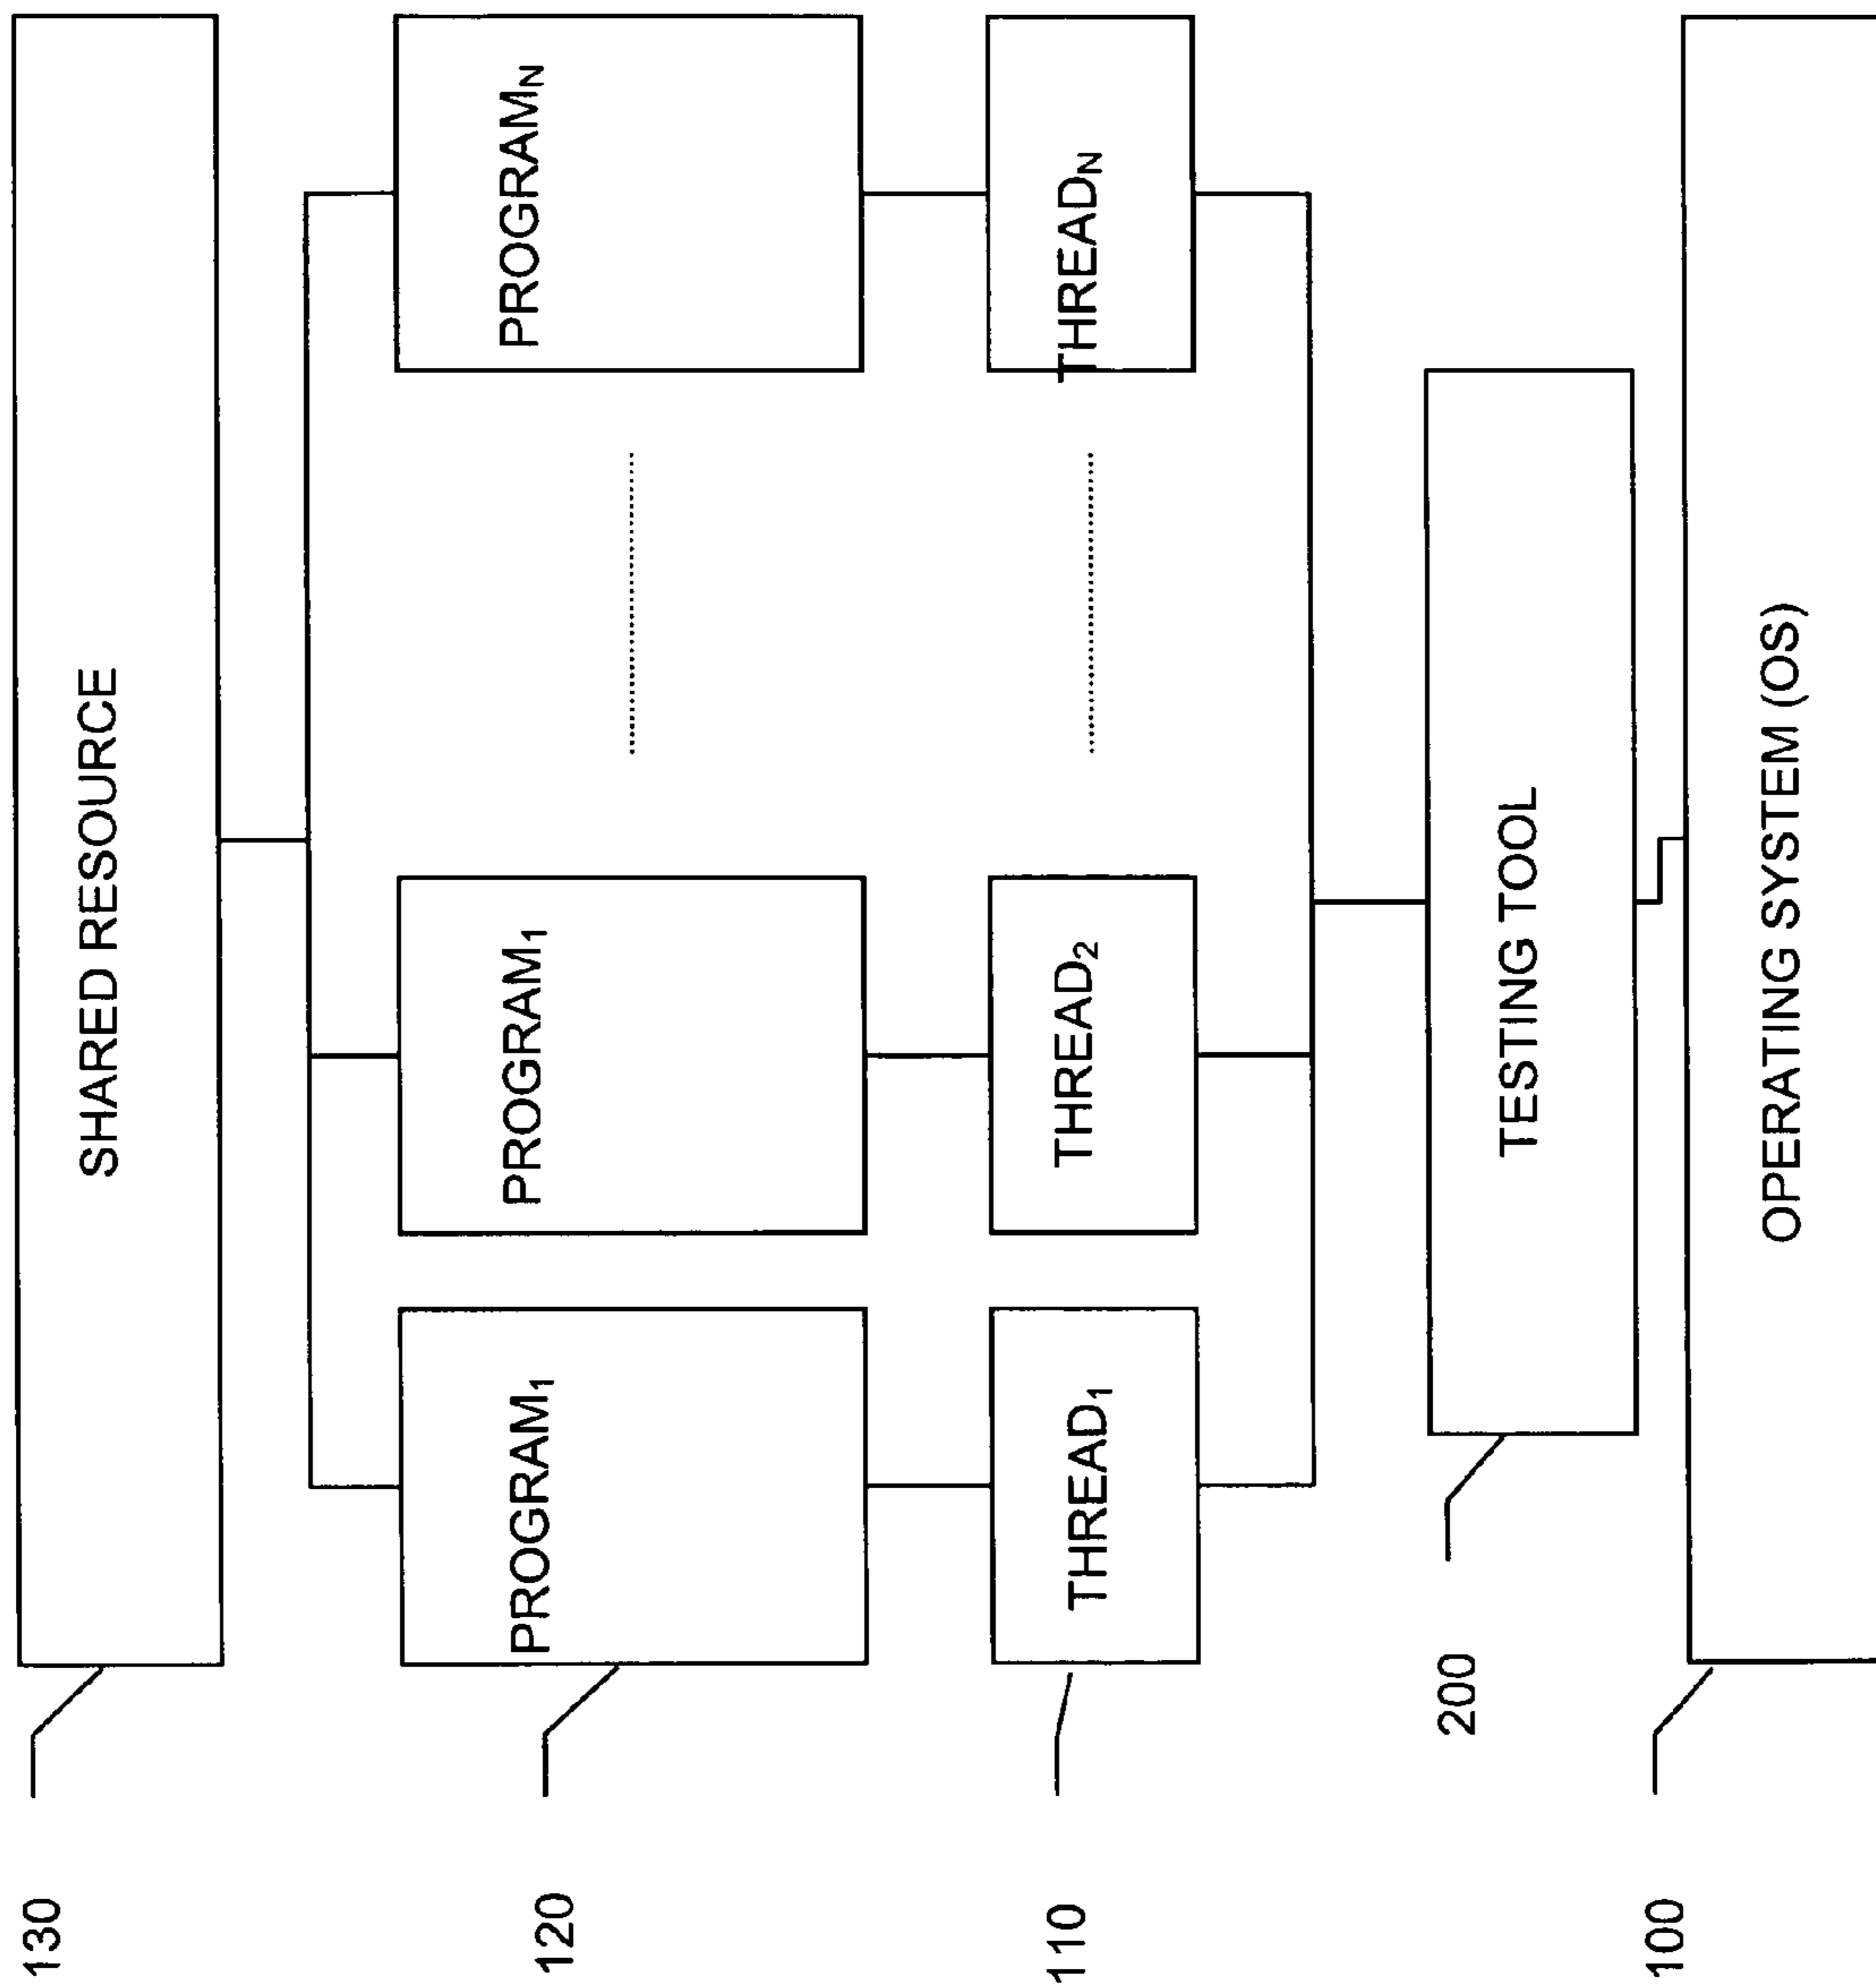 130
SHARED RESOURCE
120
PROGRAM₁
PROGRAM₁
PROGRAMN
110
THREAD₁
THREAD₂
THREADN
200
TESTING TOOL
100
OPERATING SYSTEM (OS)